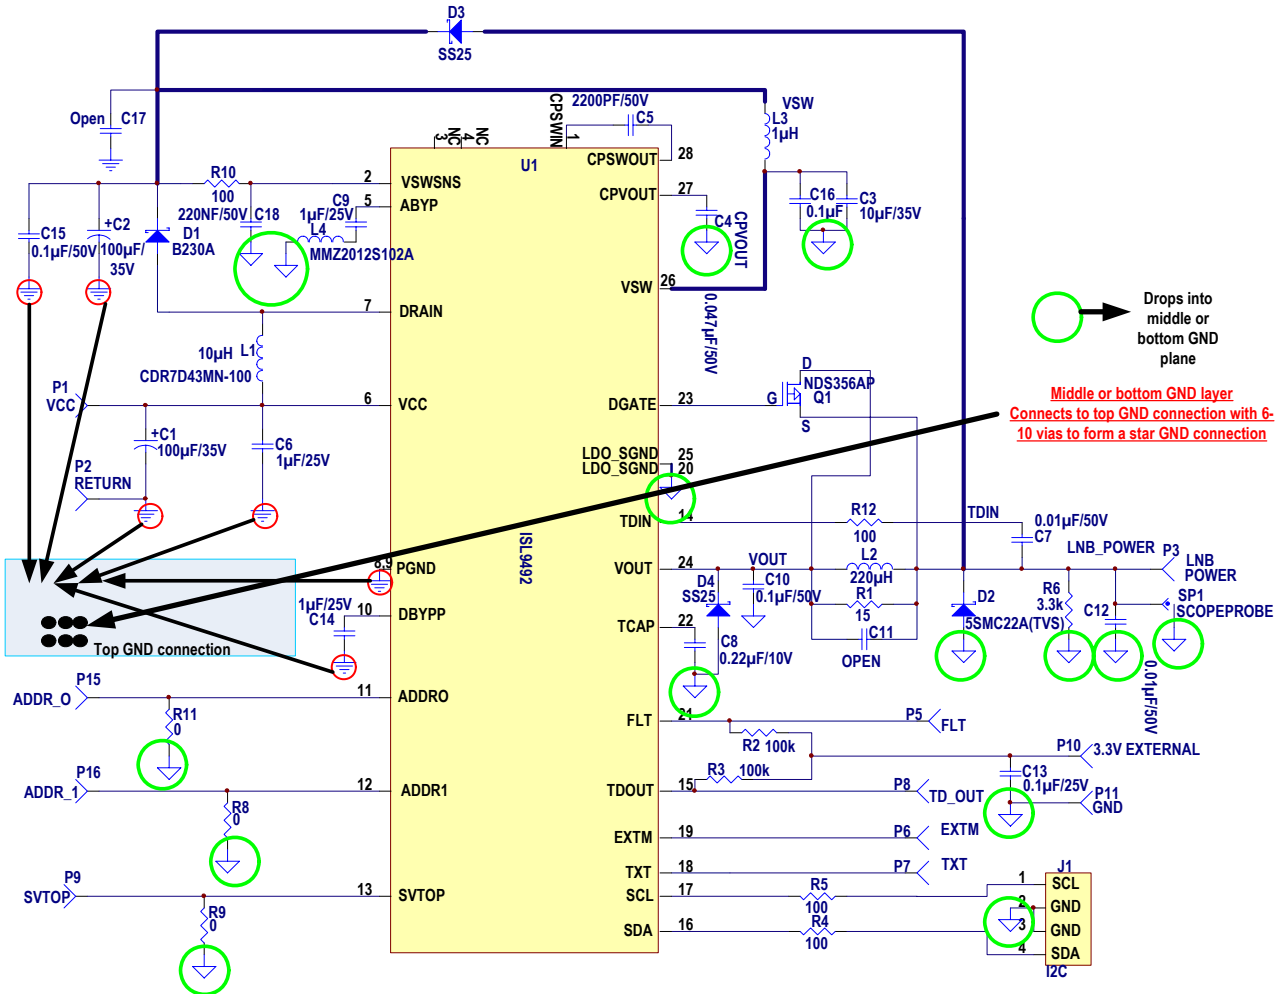 D3
SS25
Open
C17
CPSWIN
2200PF/50V
C5
VSW
L3
1µH
3
NC
4
NC
1
U1
CPSWOUT
28
R10
100
2
VSWSNS
CPVOUT
27
C9
1µF/25V
5
ABYP
C4
CPVOUT
C16
0.1µF
C3
10µF/35V
220NF/50V
C18
L4
MMZ2012S102A
C15
0.1µF/50V
+C2
100µF/
35V
D1
B230A
VSW
26
0.047µF/50V
7
DRAIN
10µH
L1
CDR7D43MN-100
Drops into
middle or
bottom GND
plane
D
NDS356AP
Q1
G
S
Middle or bottom GND layer
Connects to top GND connection with 6-
10 vias to form a star GND connection
P1
VCC
6
VCC
DGATE
23
+C1
100µF/35V
C6
1µF/25V
P2
RETURN
LDO_SGND
25
LDO_SGND
20
TDIN
14
R12
100
TDIN
0.01µF/50V
C7
ISL9492
VOUT
24
VOUT
L2
220µH
LNB_POWER
P3
LNB
POWER
8,9
PGND
D4
SS25
C10
0.1µF/50V
R1
15
D2
5SMC22A(TVS)
R6
3.3k
C12
0.01µF/50V
SP1
SCOPEPROBE
1µF/25V
C14
10
DBYPP
TCAP
22
C8
0.22µF/10V
C11
OPEN
Top GND connection
P15
ADDR_O
11
ADDRO
R11
0
FLT
21
P5
FLT
R2
100k
P10
3.3V EXTERNAL
R3
100k
C13
0.1µF/25V
P11
GND
P16
ADDR_1
12
ADDR1
R8
0
TDOUT
15
P8
TD_OUT
EXTM
19
P6
EXTM
TXT
18
P7
TXT
P9
SVTOP
13
SVTOP
R9
0
SCL
17
R5
100
SDA
16
R4
100
J1
1
SCL
2
GND
3
GND
4
SDA
I2C